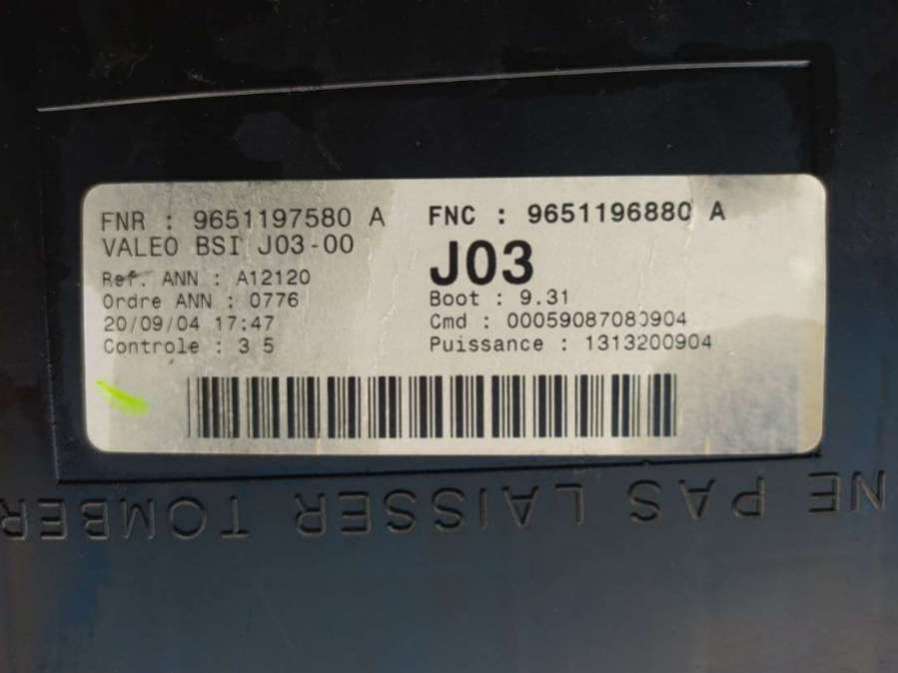 FNR : 9651197580 A
VALEO BSI J03-00
Ref. ANN : A12120
Ordre ANN : 0776
20/09/04 17:47
Controle : 3 5
FNC : 9651196880 A
J03
Boot : 9.31
Cmd : 00059087080904
Puissance : 1313200904
NE PAS LAISSER TOMBER